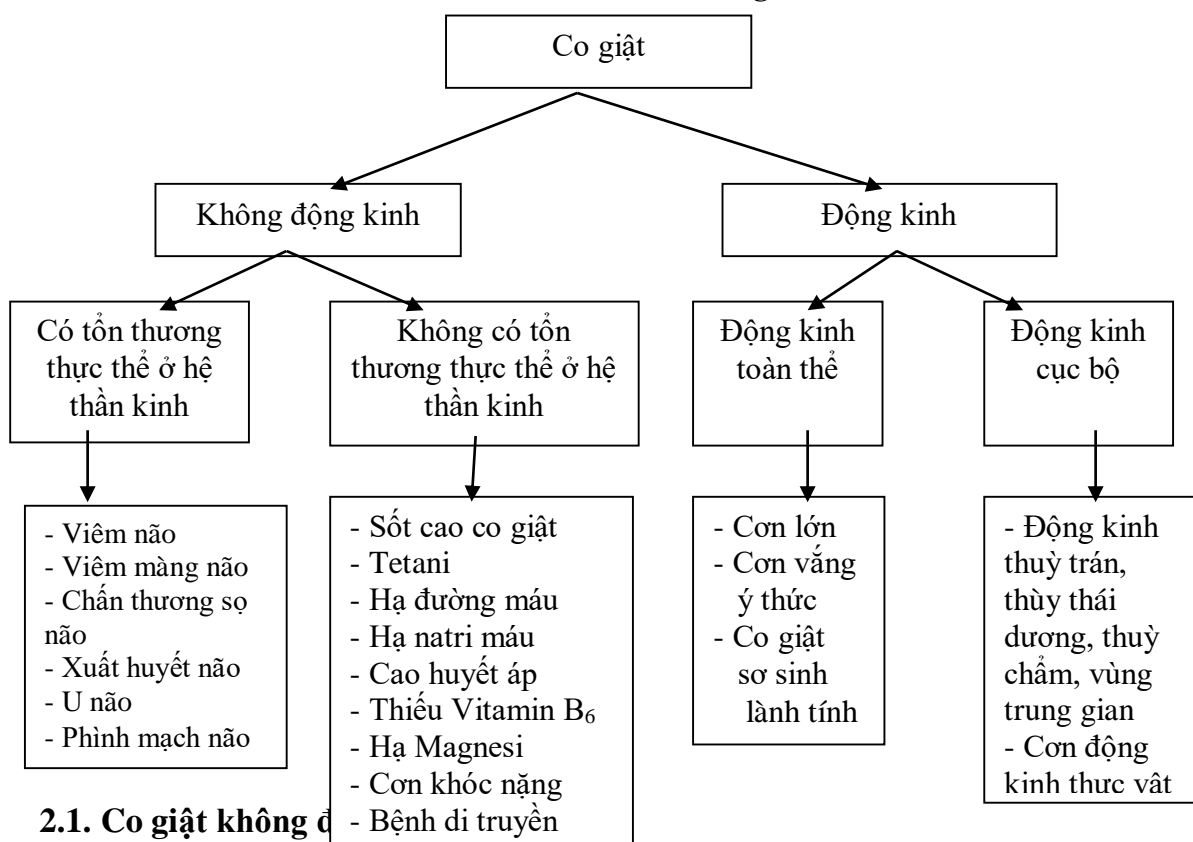 Co giật
Không động kinh
Động kinh
Có tổn thương
thực thể ở hệ
thần kinh
Không có tổn
thương thực thể ở hệ
thần kinh
Động kinh
toàn thể
Động kinh
cục bộ
- Viêm não
- Viêm màng não
- Chấn thương sọ
não
- Xuất huyết não
- U não
- Phình mạch não
- Sốt cao co giật
- Tetani
- Hạ đường máu
- Hạ natri máu
- Cao huyết áp
- Thiếu Vitamin B₆
- Hạ Magnesi
- Cơn khóc nặng
- Bệnh di truyền
- Cơn lớn
- Cơn vắng
ý thức
- Co giật
sơ sinh
lành tính
- Động kinh
thuỳ trán,
thùy thái
dương, thuỳ
chẩm, vùng
trung gian
- Cơn động
kinh thực vật
2.1. Co giật không